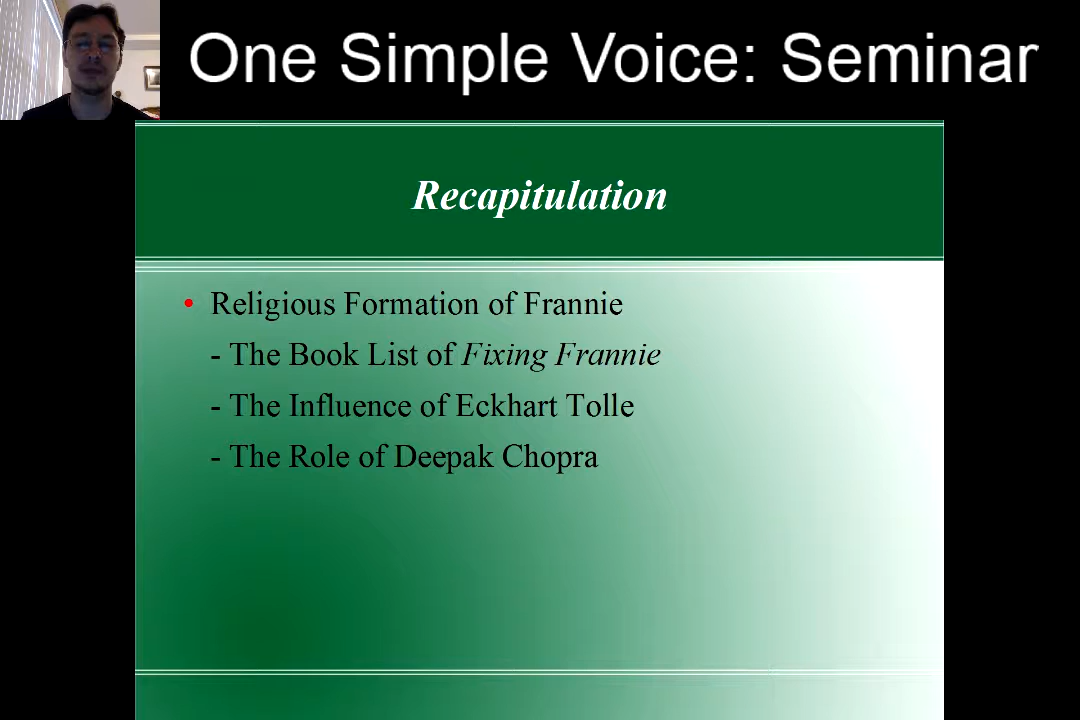 One Simple Voice: Seminar
Recapitulation
• Religious Formation of Frannie
- The Book List of Fixing Frannie
- The Influence of Eckhart Tolle
- The Role of Deepak Chopra